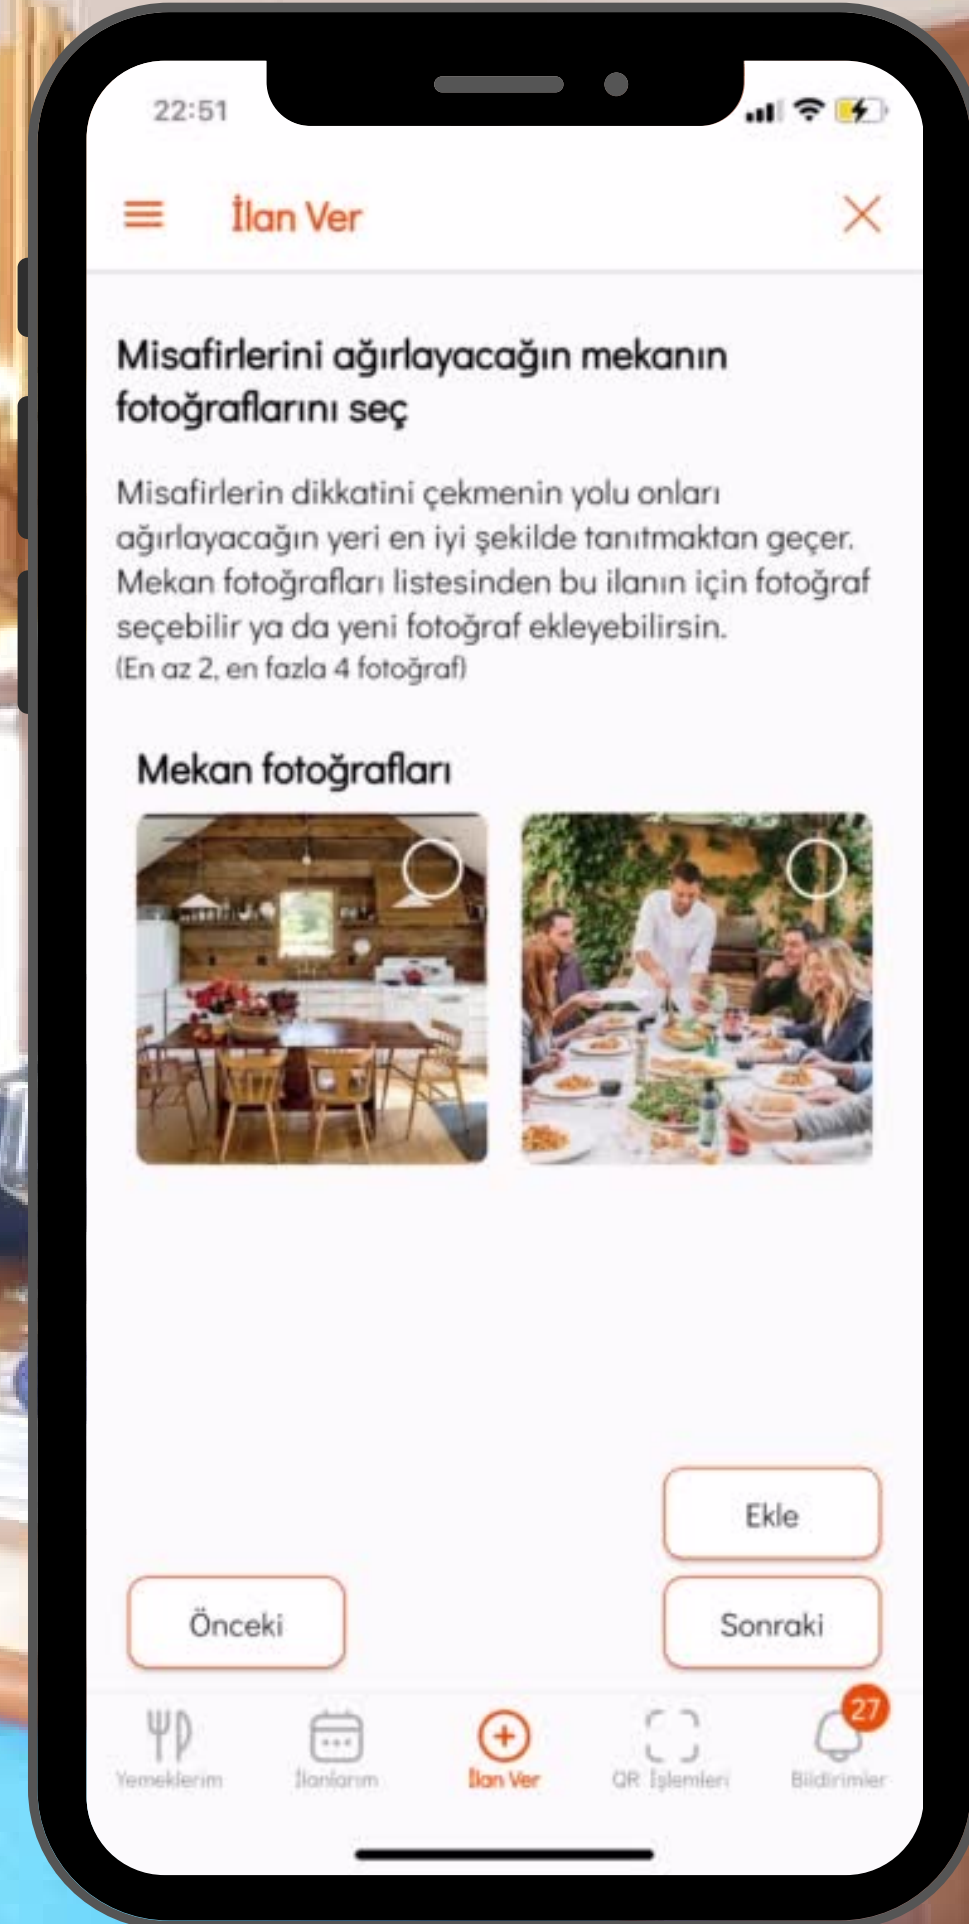 22:51
İlan Ver
Misafirlerini ağırlayacağın mekanın
fotoğraflarını seç
Misafirlerin dikkatini çekmenin yolu onları
ağırlayacağın yeri en iyi şekilde tanıtmaktan geçer.
Mekan fotoğrafları listesinden bu ilanın için fotoğraf
seçebilir ya da yeni fotoğraf ekleyebilirsin.
(En az 2, en fazla 4 fotoğraf)
Mekan fotoğrafları
Ekle
Önceki
Sonraki
27
Yemeklerim
İlanlarım
İlan Ver
QR İşlemleri
Bildirimler